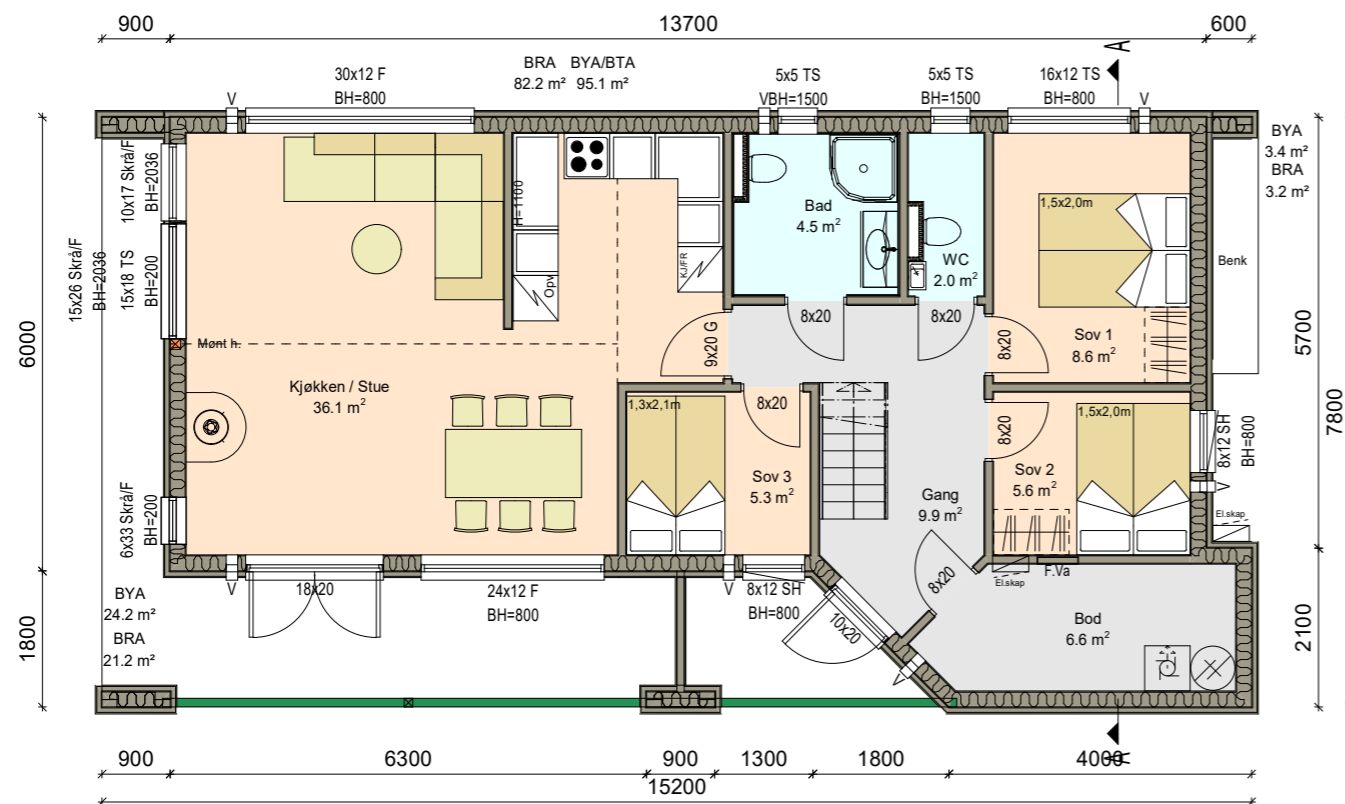 900
13700
600
A
30x12 F
BH=800
V
BRA
82.2 m²
BYA/BTA
95.1 m²
5x5 TS
VBH=1500
5x5 TS
BH=1500
16x12 TS
BH=800
V
BYA
3.4 m²
BRA
3.2 m²
10x17 Skrå/F
BH=2036
15x26 Skrå/F
BH=2036
15x18 TS
BH=200
6000
1800
H=1100
Opv
KJ/FR
Bad
4.5 m²
WC
2.0 m²
1,5x2,0m
Sov 1
8.6 m²
Benk
5700
7800
2100
Mønt h.
9x20 G
8x20
8x20
8x20
Kjøkken / Stue
36.1 m²
1,3x2,1m
8x20
Sov 3
5.3 m²
8x20
1,5x2,0m
Sov 2
5.6 m²
8x12 SH
BH=800
V
El.skap
Gang
9.9 m²
6x33 Skrå/F
BH=200
V
18x20
24x12 F
BH=800
V
8x12 SH
BH=800
10x20
V
8x20
El.skap
F.Va
Bod
6.6 m²
BYA
24.2 m²
BRA
21.2 m²
A
900
6300
900
1300
1800
4000
15200